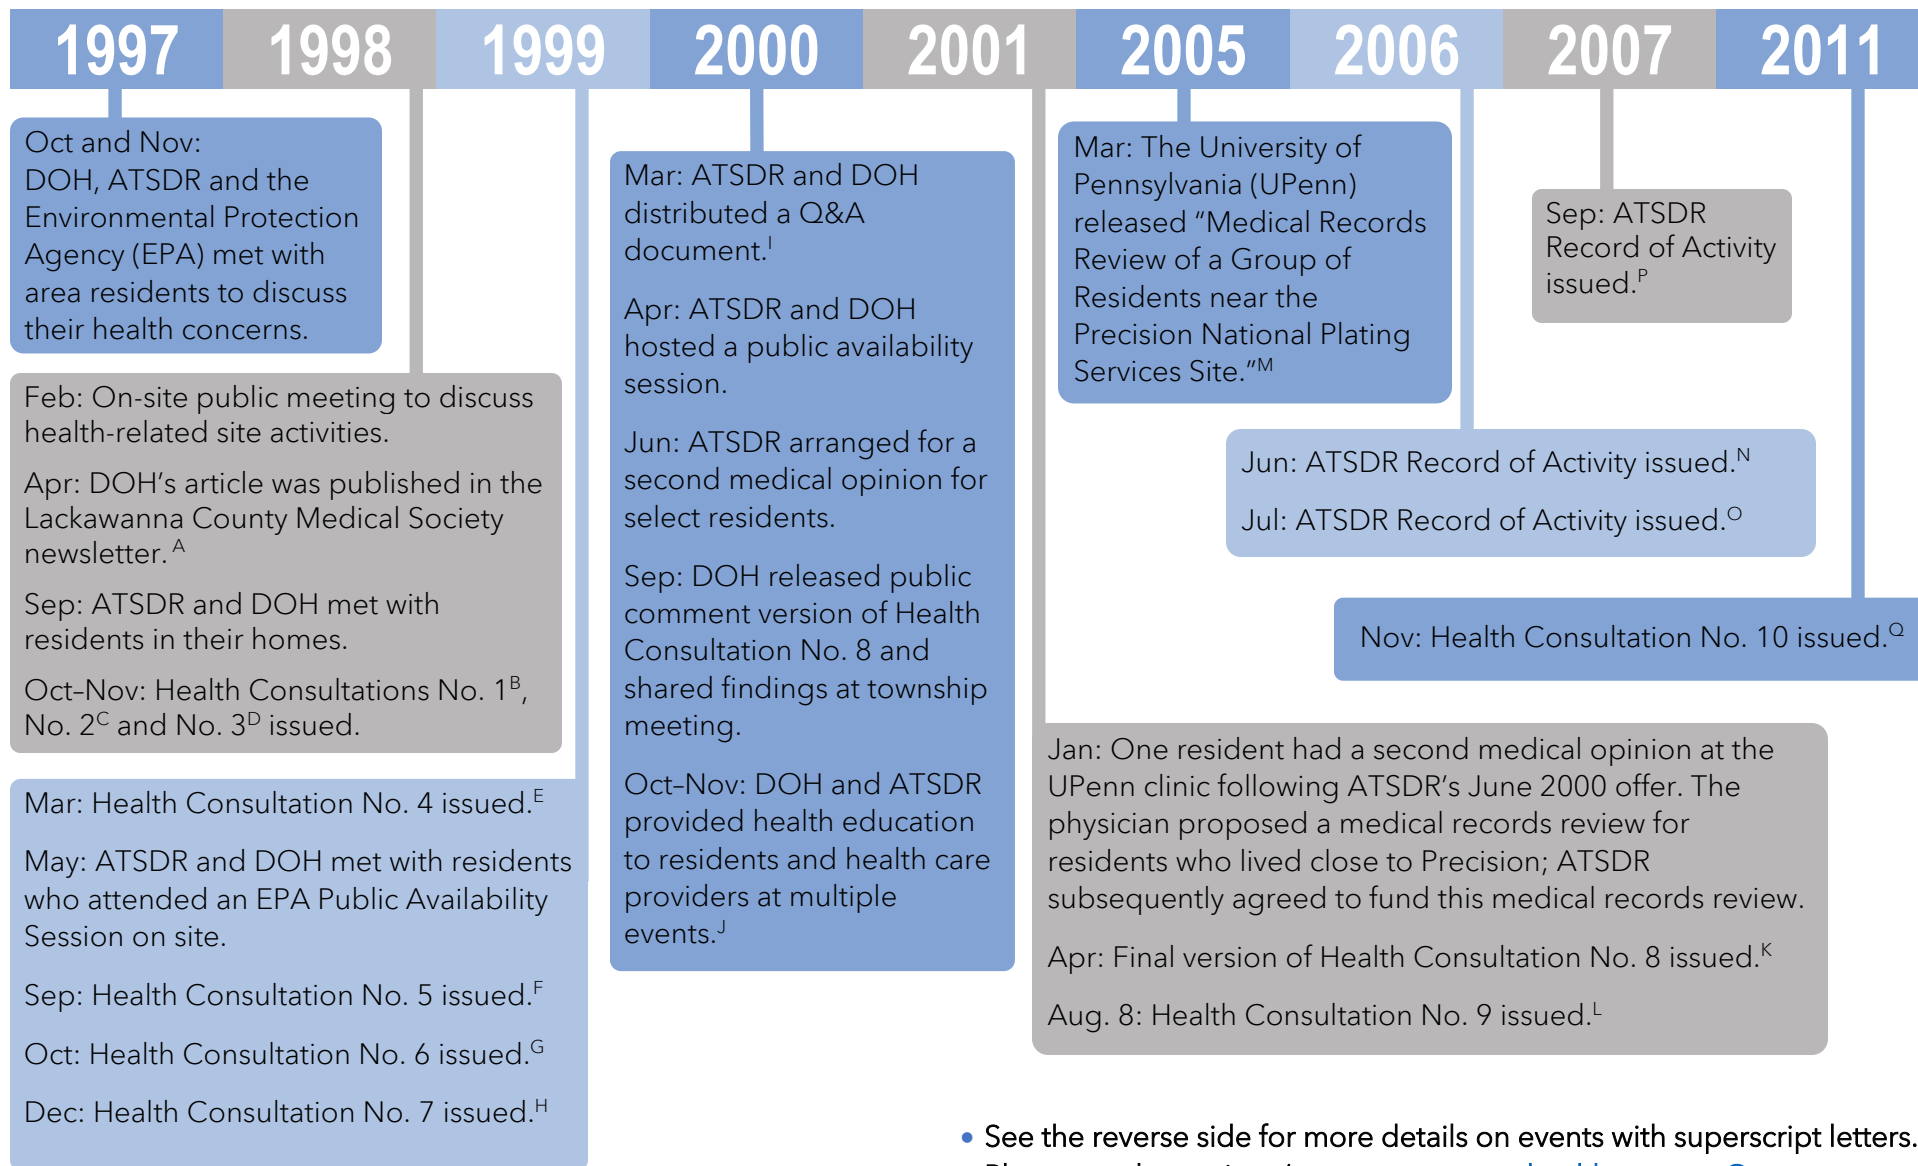 1997 1998 1999 2000 2001 2005 2006 2007 2011
Oct and Nov:
DOH, ATSDR and the
Environmental Protection
Agency (EPA) met with
area residents to discuss
their health concerns.
Feb: On-site public meeting to discuss
health-related site activities.
Apr: DOH's article was published in the
Lackawanna County Medical Society
newsletter. A
Sep: ATSDR and DOH met with
residents in their homes.
Oct–Nov: Health Consultations No. 1B,
No. 2C and No. 3D issued.
Mar: Health Consultation No. 4 issued.E
May: ATSDR and DOH met with residents
who attended an EPA Public Availability
Session on site.
Sep: Health Consultation No. 5 issued.F
Oct: Health Consultation No. 6 issued.G
Dec: Health Consultation No. 7 issued.H
Mar: ATSDR and DOH
distributed a Q&A
document.I
Apr: ATSDR and DOH
hosted a public availability
session.
Jun: ATSDR arranged for a
second medical opinion for
select residents.
Sep: DOH released public
comment version of Health
Consultation No. 8 and
shared findings at township
meeting.
Oct–Nov: DOH and ATSDR
provided health education
to residents and health care
providers at multiple
events.J
Jan: One resident had a second medical opinion at the
UPenn clinic following ATSDR's June 2000 offer. The
physician proposed a medical records review for
residents who lived close to Precision; ATSDR
subsequently agreed to fund this medical records review.
Apr: Final version of Health Consultation No. 8 issued.K
Aug. 8: Health Consultation No. 9 issued.L
Mar: The University of
Pennsylvania (UPenn)
released “Medical Records
Review of a Group of
Residents near the
Precision National Plating
Services Site.”M
Jun: ATSDR Record of Activity issued.N
Jul: ATSDR Record of Activity issued.O
Sep: ATSDR
Record of Activity
issued.P
Nov: Health Consultation No. 10 issued.Q
• See the reverse side for more details on events with superscript letters.